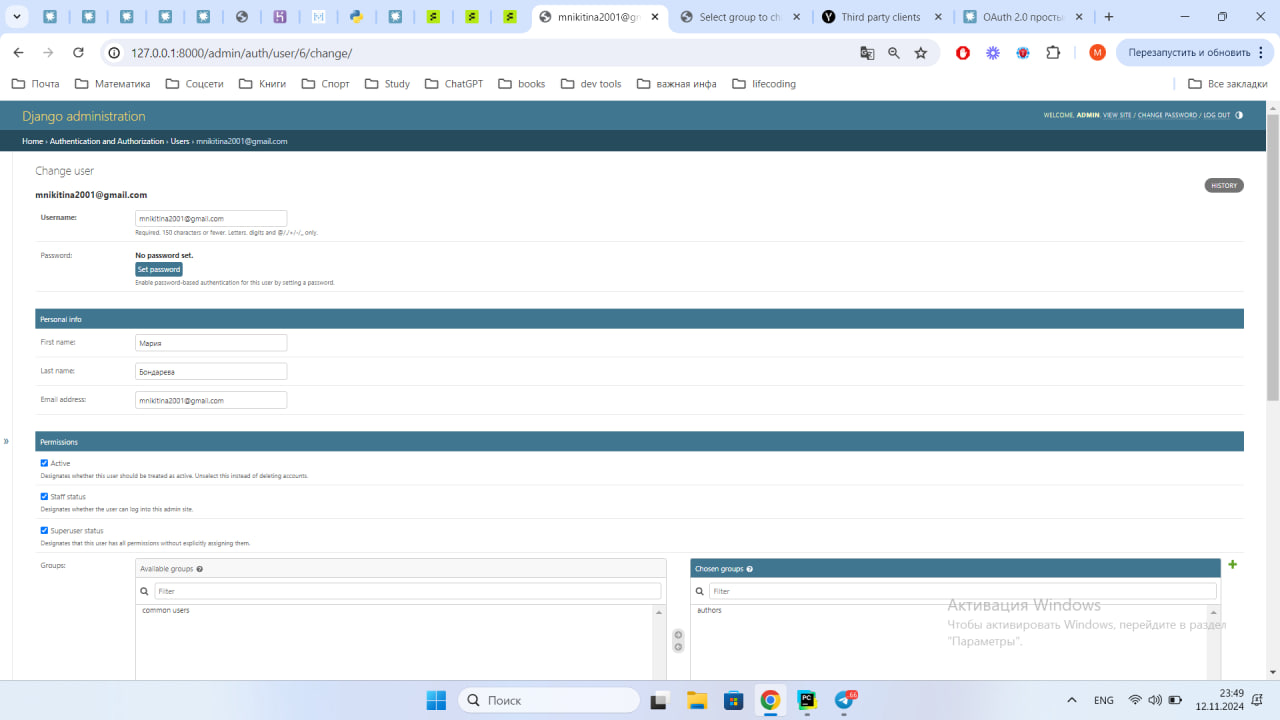 mnikitina2001@gm
Select groups to ch
Third party clients
OAuth 2.0 просты
127.0.0.1:8000/admin/auth/user/6/change/
M
Перезапустить и обновить
Почта
Математика
Соцсети
Книги
Спорт
Study
ChatGPT
books
dev tools
важная инфа
lifecoding
Все закладки
Django administration
WELCOME, ADMIN. VIEW SITE / CHANGE PASSWORD / LOG OUT
Home › Authentication and Authorization › Users › mnikitina2001@gmail.com
Change user
mnikitina2001@gmail.com
HISTORY
Username:
mnikitina2001@gmail.com
Required. 150 characters or fewer. Letters, digits and @/./+/-/_ only.
Password:
No password set.
Set password
Enable password-based authentication for this user by setting a password.
Personal info
First name:
Мария
Last name:
Бондарева
Email address:
mnikitina2001@gmail.com
»
Permissions
Active
Designates whether this user should be treated as active. Unselect this instead of deleting accounts.
Staff status
Designates whether the user can log into this admin site.
Superuser status
Designates that this user has all permissions without explicitly assigning them.
Groups:
Available groups
Filter
common users
Chosen groups
Filter
authors
Активация Windows
Чтобы активировать Windows, перейдите в раздел
"Параметры".
Поиск
PC
66
ENG
23:49
12.11.2024